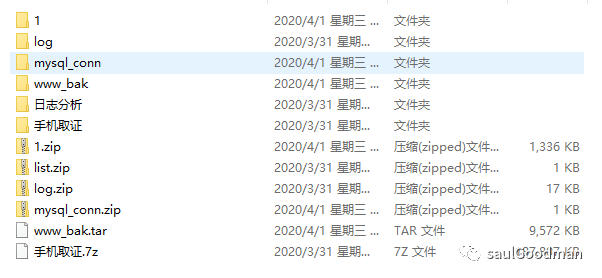 1 2020/4/1 星期三 ... 文件夹
log 2020/3/31 星期... 文件夹
mysql_conn 2020/4/1 星期三 ... 文件夹
www_bak 2020/4/1 星期三 ... 文件夹
日志分析 2020/3/31 星期... 文件夹
手机取证 2020/3/31 星期... 文件夹
1.zip 2020/4/1 星期三 ... 压缩(zipped)文件... 1,336 KB
list.zip 2020/3/31 星期... 压缩(zipped)文件... 1 KB
log.zip 2020/3/31 星期... 压缩(zipped)文件... 17 KB
mysql_conn.zip 2020/4/1 星期三 ... 压缩(zipped)文件... 1 KB
www_bak.tar 2020/4/1 星期三 ... TAR 文件 9,572 KB
手机取证.7z 2020/3/31 星期... 7Z 文件 KB
saulGoodman